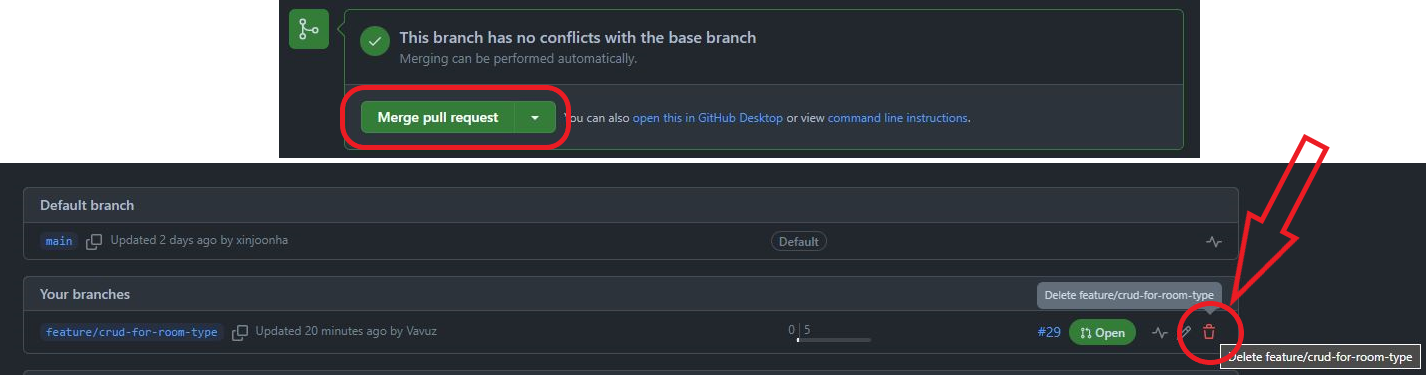 This branch has no conflicts with the base branch
Merging can be performed automatically.
Merge pull request
You can also open this in GitHub Desktop or view command line instructions.
Default branch
main Updated 2 days ago by xinjoonha Default
Your branches
Delete feature/crud-for-room-type
feature/crud-for-room-type Updated 20 minutes ago by Vavuz 0 5 #29 Open
Delete feature/crud-for-room-type